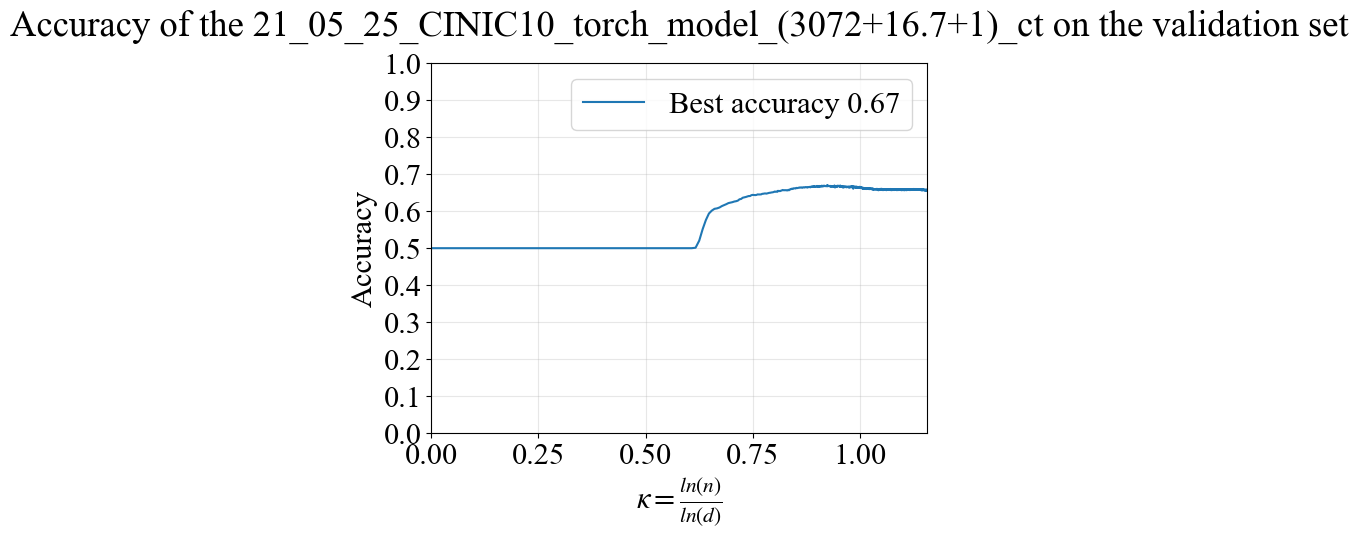 Accuracy of the 21_05_25_CINIC10_torch_model_(3072+16.7+1)_ct on the validation set
1.0
0.9
0.8
0.7
0.6
0.5
0.4
0.3
0.2
0.1
0.0
Accuracy
Best accuracy 0.67
0.00 0.25 0.50 0.75 1.00
κ = ln(n) / ln(d)